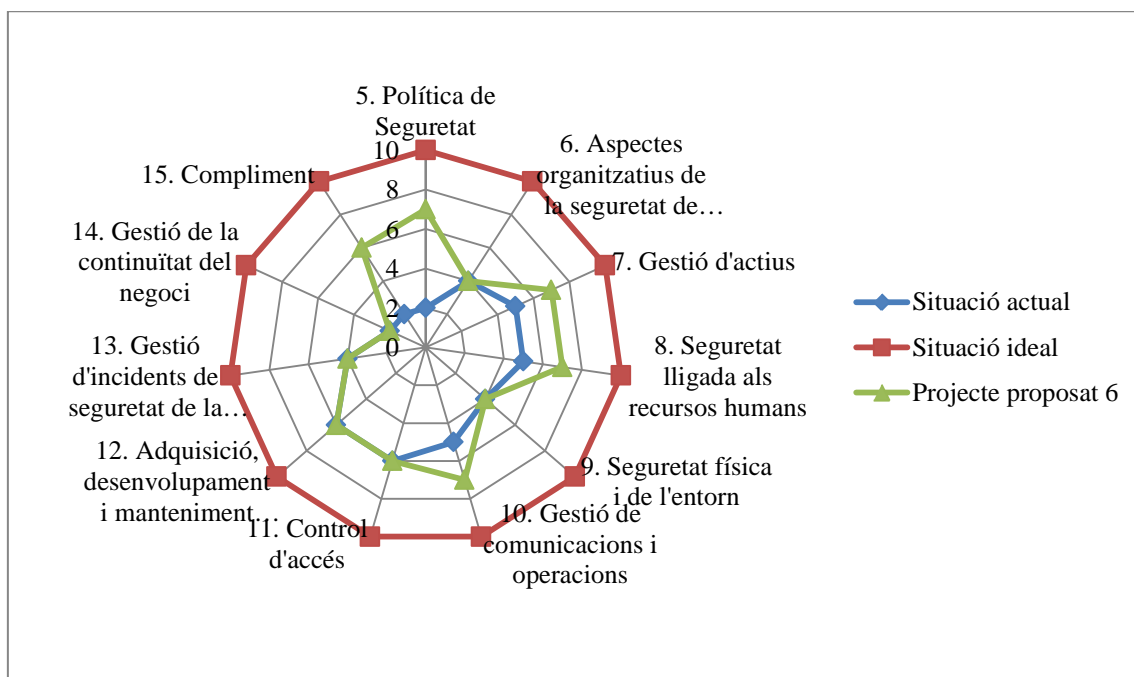 5. Política de
Seguretat
6. Aspectes
organitzatius de
la seguretat de…
7. Gestió d'actius
8. Seguretat
lligada als
recursos humans
9. Seguretat física
i de l'entorn
10. Gestió de
comunicacions i
operacions
11. Control
d'accés
12. Adquisició,
desenvolupament
i manteniment…
13. Gestió
d'incidents de
seguretat de la…
14. Gestió de la
continuïtat del
negoci
15. Compliment
10
8
6
4
2
0
Situació actual
Situació ideal
Projecte proposat 6